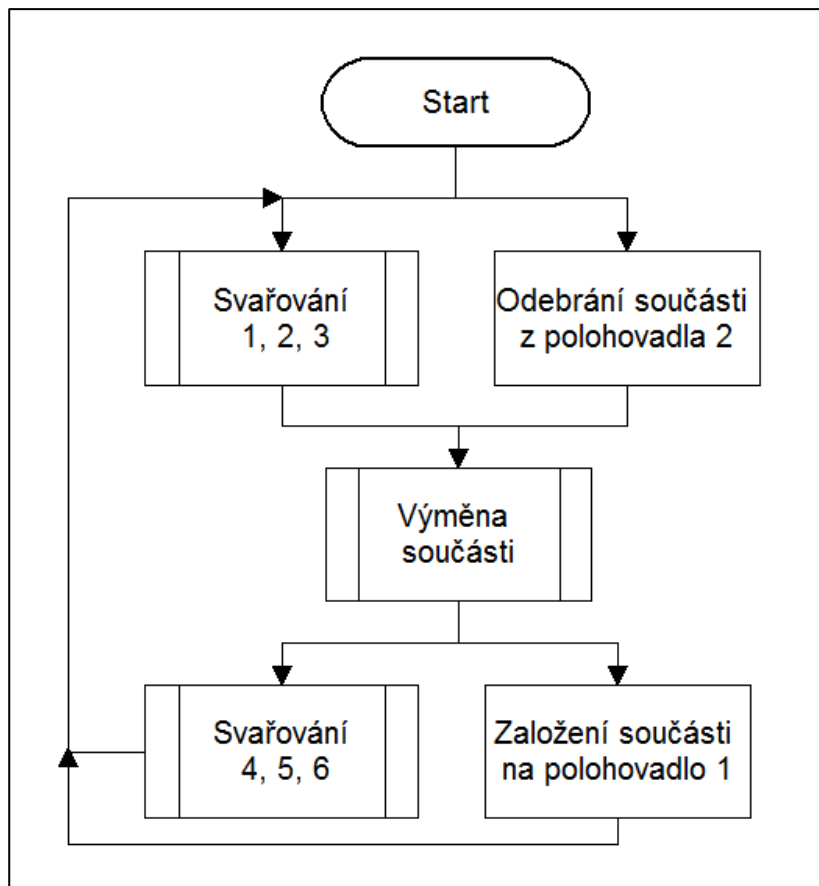 Start
Svařování
1, 2, 3
Odebrání součásti
z polohovadla 2
Výměna
součásti
Svařování
4, 5, 6
Založení součásti
na polohovadlo 1